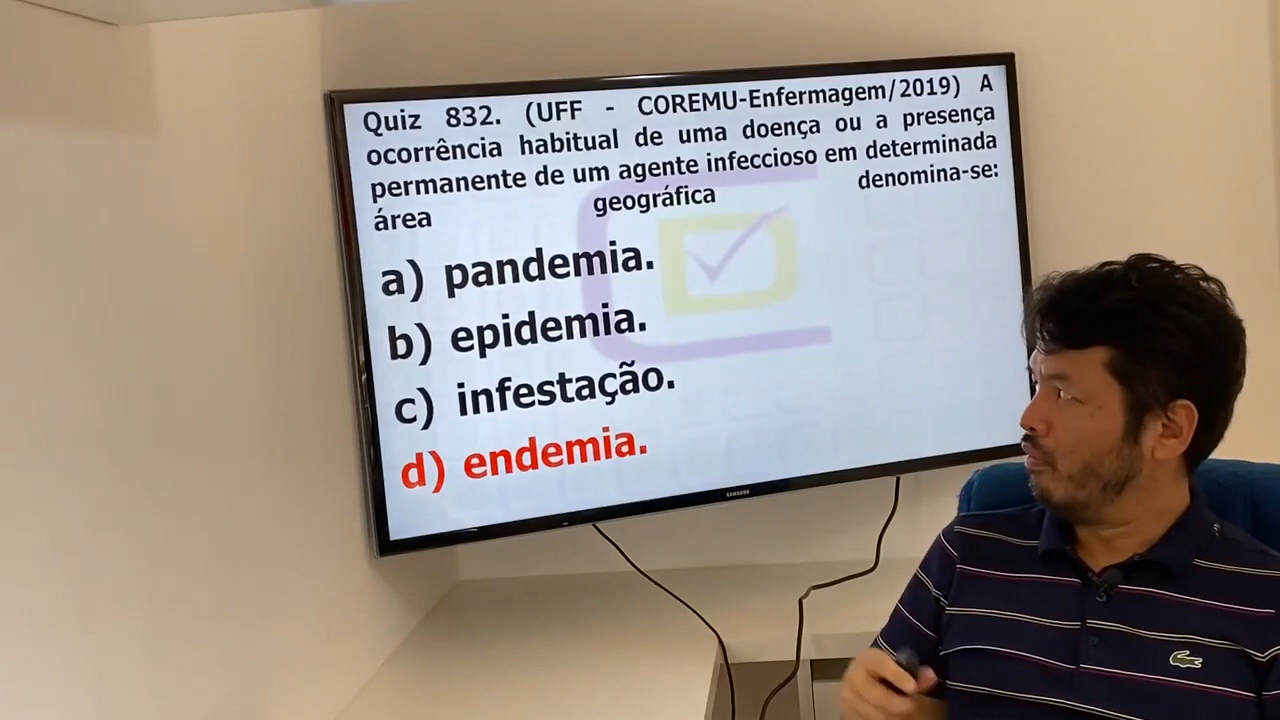 Quiz 832. (UFF - COREMU-Enfermagem/2019) A
ocorrência habitual de uma doença ou a presença
permanente de um agente infeccioso em determinada
área geográfica denomina-se:
a) pandemia.
b) epidemia.
c) infestação.
d) endemia.
SAMSUNG